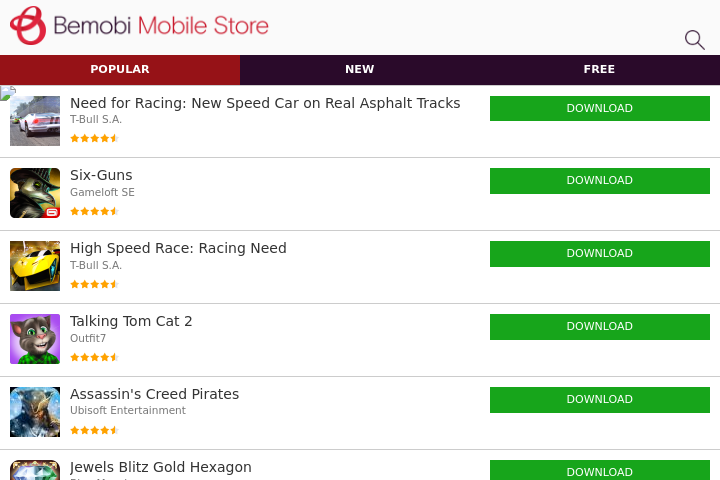 Bemobi Mobile Store
POPULAR
NEW
FREE
Need for Racing: New Speed Car on Real Asphalt Tracks
T-Bull S.A.
DOWNLOAD
Six-Guns
Gameloft SE
DOWNLOAD
High Speed Race: Racing Need
T-Bull S.A.
DOWNLOAD
Talking Tom Cat 2
Outfit7
DOWNLOAD
Assassin's Creed Pirates
Ubisoft Entertainment
DOWNLOAD
Jewels Blitz Gold Hexagon
DOWNLOAD